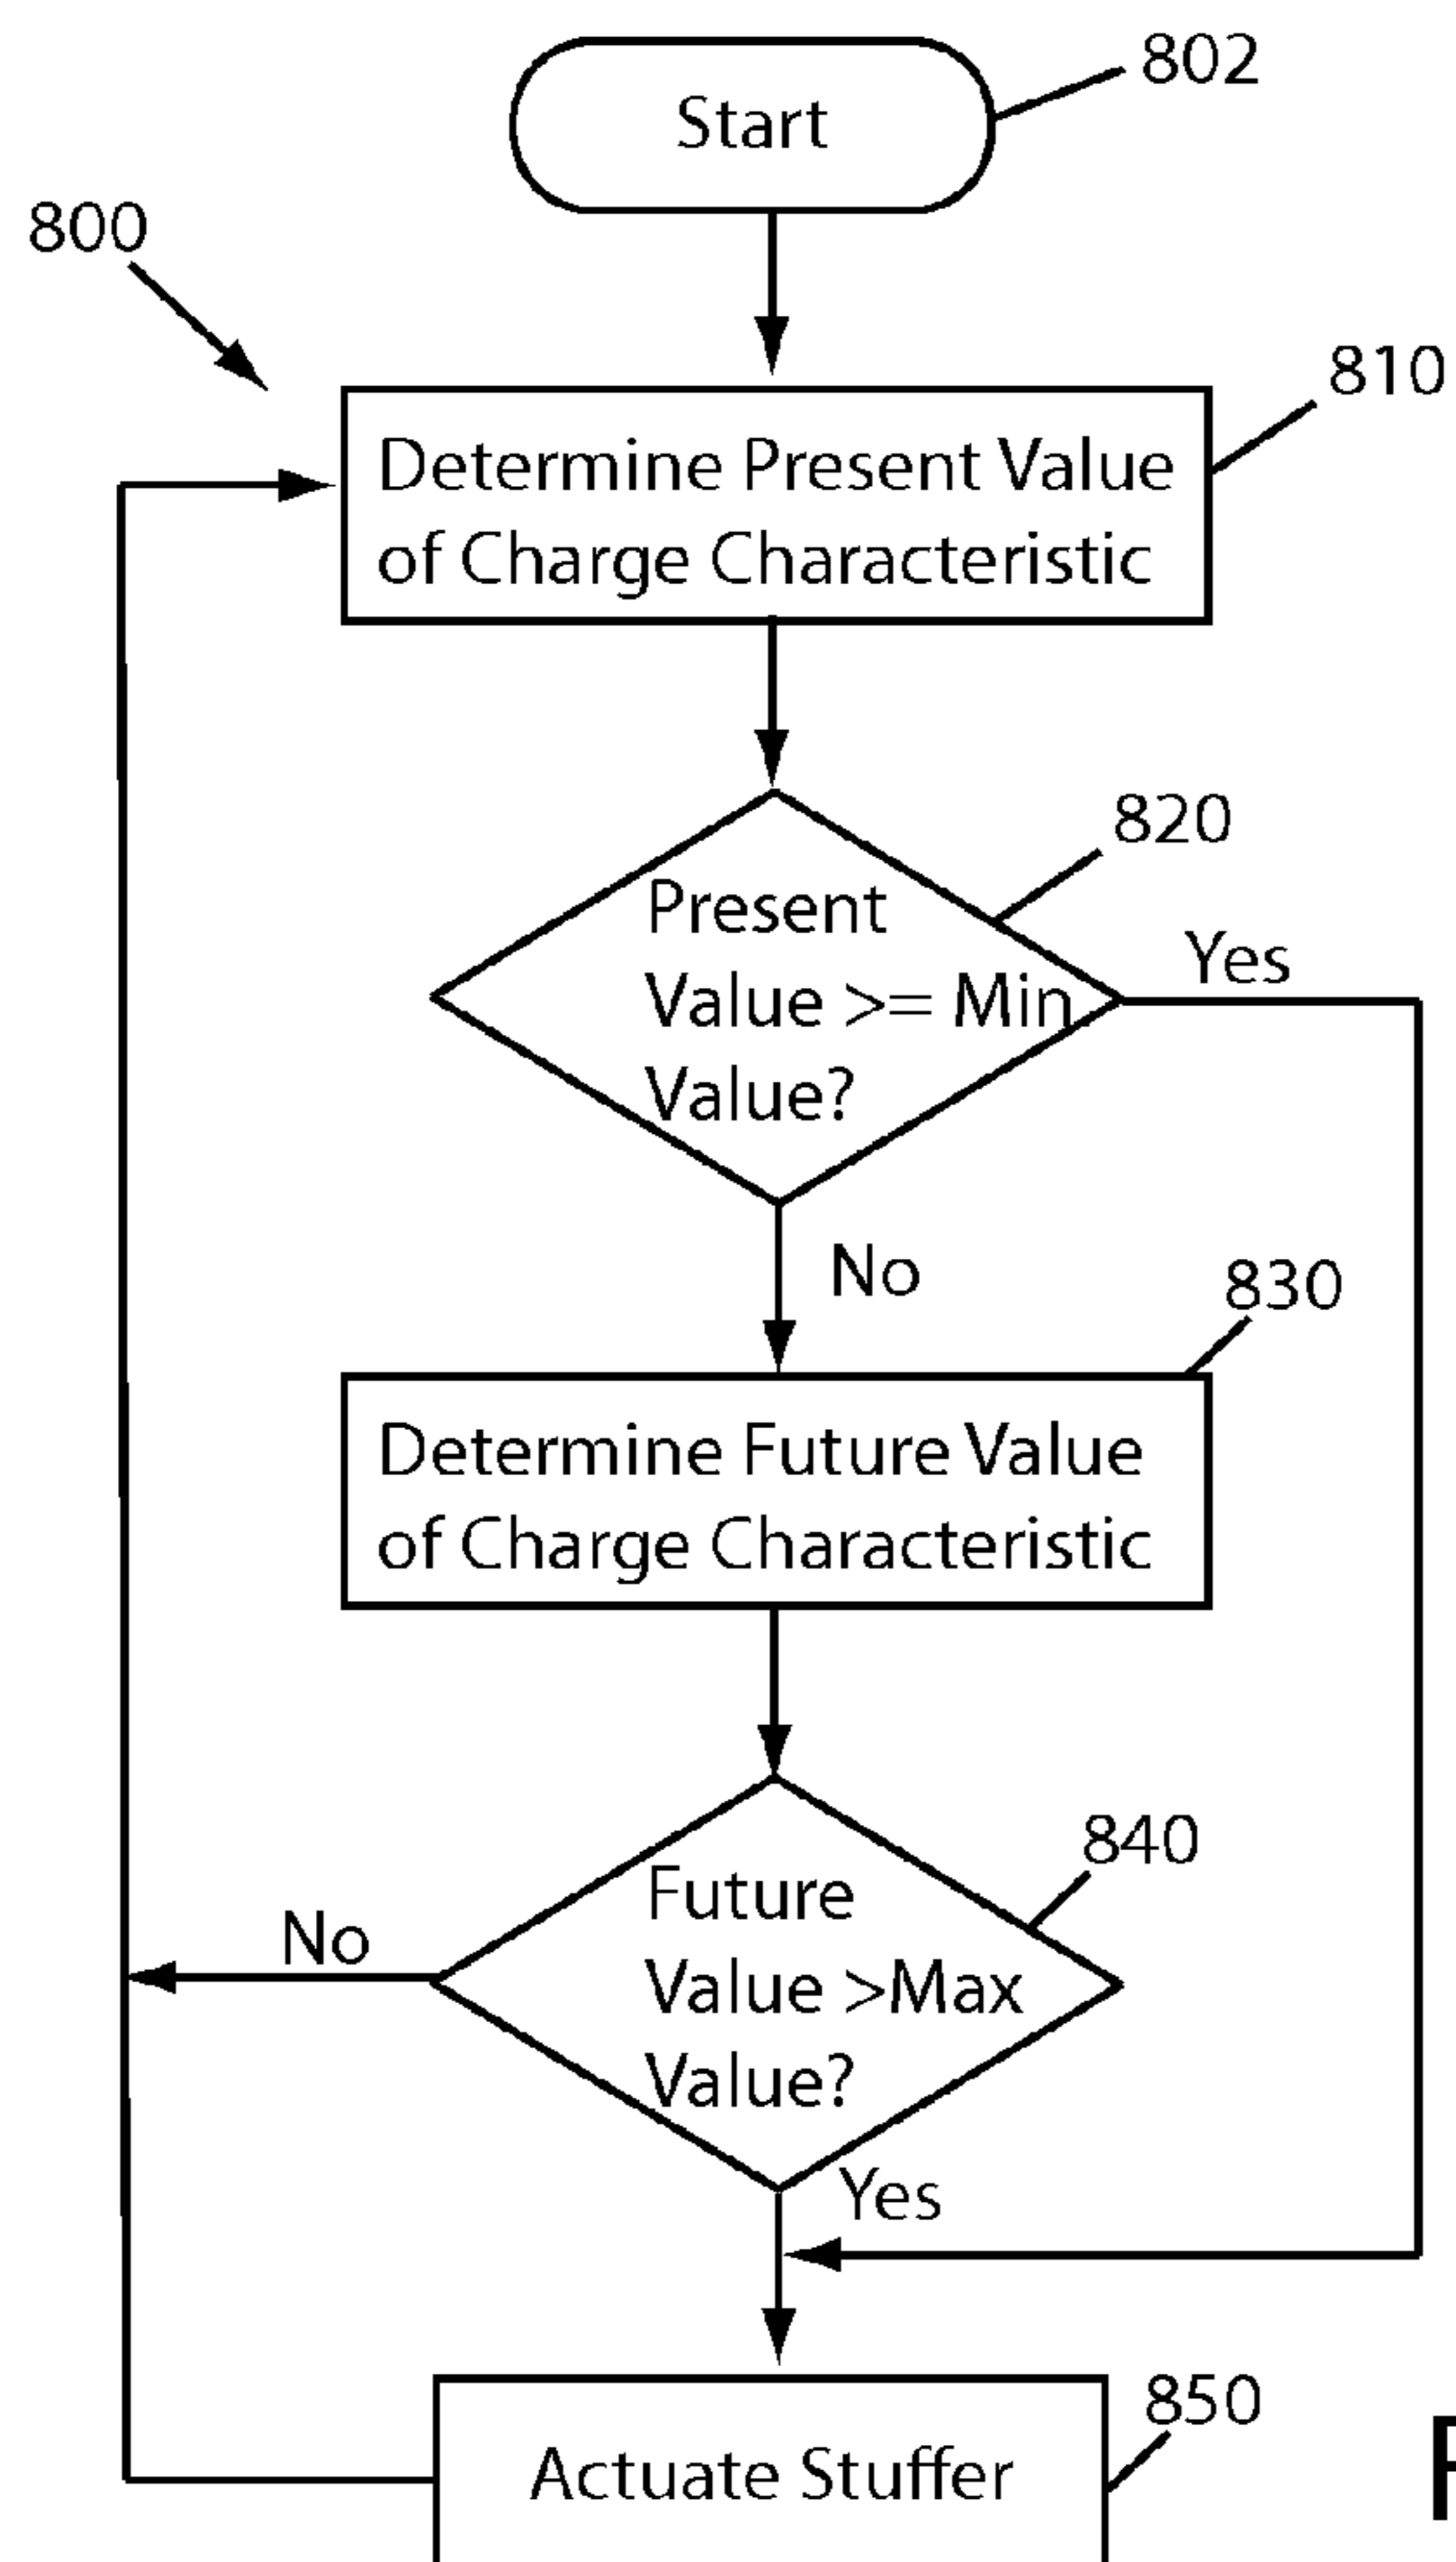 Start
802
800
810
Determine Present Value
of Charge Characteristic
820
Present
Value >= Min
Value?
Yes
No
830
Determine Future Value
of Charge Characteristic
840
Future
Value >Max
Value?
No
Yes
850
Actuate Stuffer